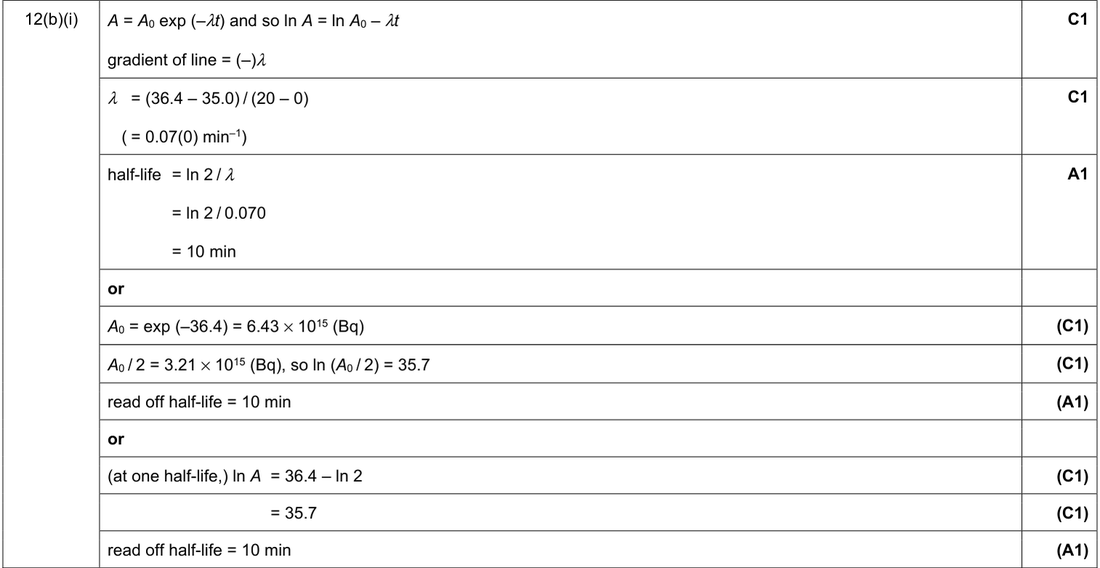 12(b)(i) A = A₀ exp (–λt) and so ln A = ln A₀ – λt C1
gradient of line = (–)λ
λ = (36.4 – 35.0) / (20 – 0) C1
( = 0.07(0) min⁻¹)
half-life = ln 2 / λ A1
= ln 2 / 0.070
= 10 min
or
A₀ = exp (–36.4) = 6.43 × 10¹⁵ (Bq) (C1)
A₀ / 2 = 3.21 × 10¹⁵ (Bq), so ln (A₀ / 2) = 35.7 (C1)
read off half-life = 10 min (A1)
or
(at one half-life,) ln A = 36.4 – ln 2 (C1)
= 35.7 (C1)
read off half-life = 10 min (A1)